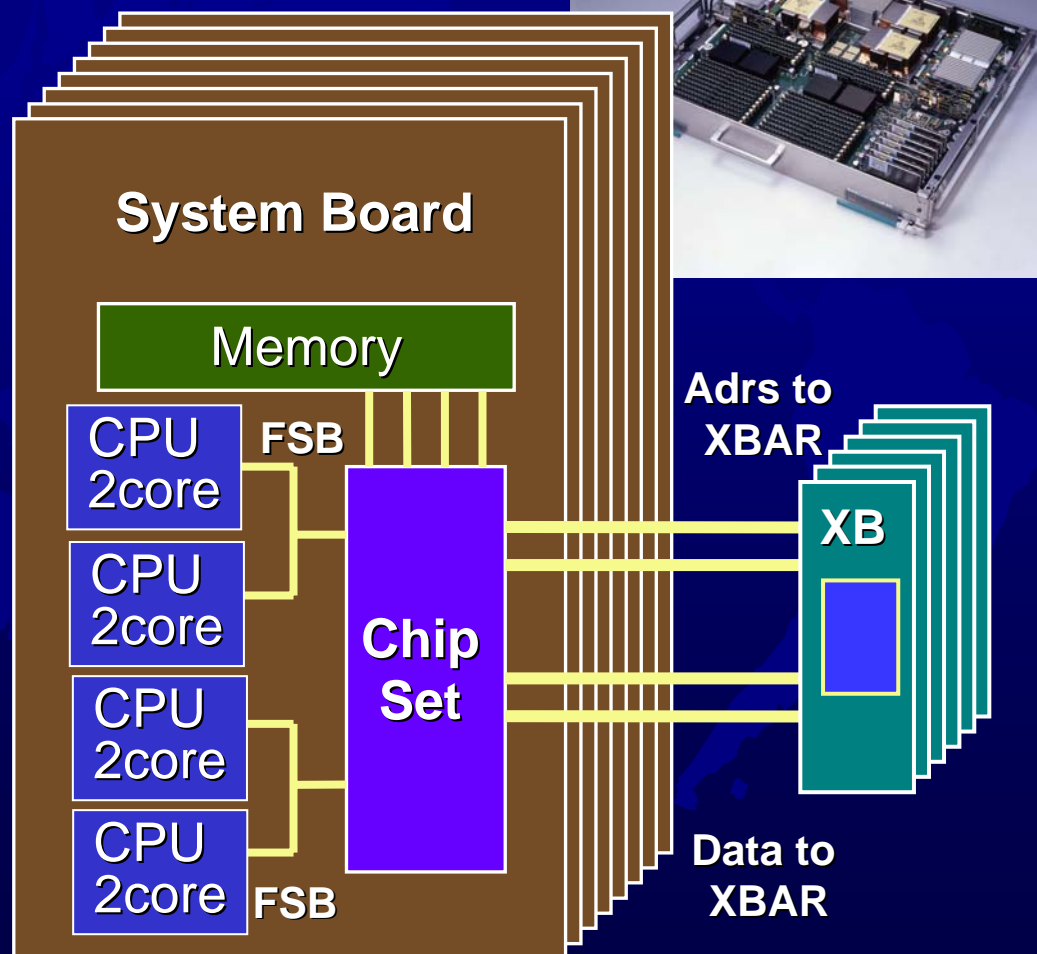 System Board
Memory
CPU
2core
FSB
CPU
2core
CPU
2core
CPU
2core
FSB
Chip
Set
Adrs to
XBAR
XB
Data to
XBAR